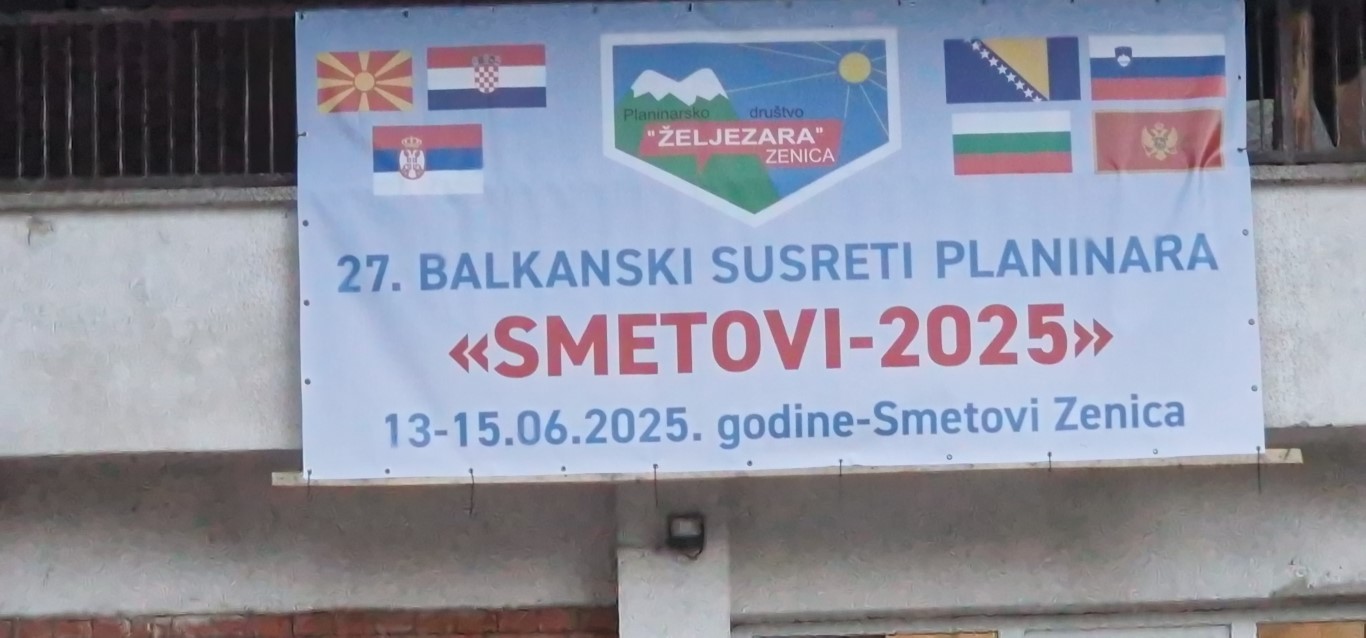 Planinarsko društvo
"ŽELJEZARA"
ZENICA
27. BALKANSKI SUSRETI PLANINARA
«SMETOVI-2025»
13-15.06.2025. godine-Smetovi Zenica